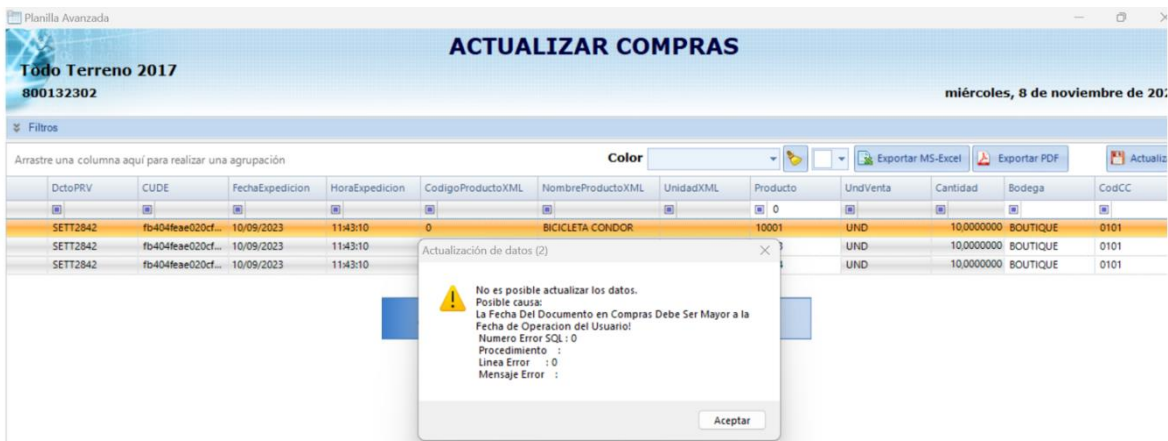 Planilla Avanzada
ACTUALIZAR COMPRAS
Todo Terreno 2017
800132302
miércoles, 8 de noviembre de 202
Filtros
Arrastre una columna aquí para realizar una agrupación Color Exportar MS-Excel Exportar PDF Actualiz
DctoPRV CUDE FechaExpedicion HoraExpedicion CodigoProductoXML NombreProductoXML UnidadXML Producto UndVenta Cantidad Bodega CodCC
0
SETT2842 fb404feae020cf... 10/09/2023 11:43:10 0 BICICLETA CONDOR 10001 UND 10,0000000 BOUTIQUE 0101
SETT2842 fb404feae020cf... 10/09/2023 11:43:10 UND 10,0000000 BOUTIQUE 0101
SETT2842 fb404feae020cf... 10/09/2023 11:43:10 UND 10,0000000 BOUTIQUE 0101
Actualización de datos (2)
No es posible actualizar los datos.
Posible causa:
La Fecha Del Documento en Compras Debe Ser Mayor a la
Fecha de Operacion del Usuario!
Numero Error SQL : 0
Procedimiento :
Linea Error : 0
Mensaje Error :
Aceptar